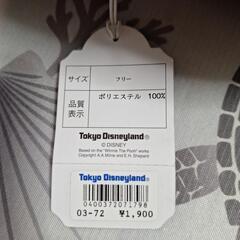 サイズ フリー
品質表示 ポリエステル 100%
Tokyo Disneyland®
© DISNEY
Based on the "Winnie The Pooh" works
Copyright A.A. Milne and E.H. Shepard
Tokyo Disneyland®
0400372071798
03-72 ¥1,900